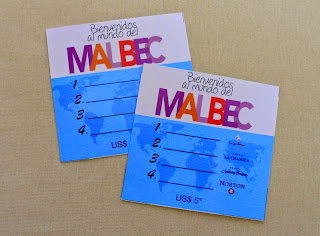 Bienvenidos
al mundo del
MALBEC
1.
2.
3.
4.
US$
Bienvenidos
al mundo del
MALBEC
1.
2.
3.
4.
NORTON
US$ 5